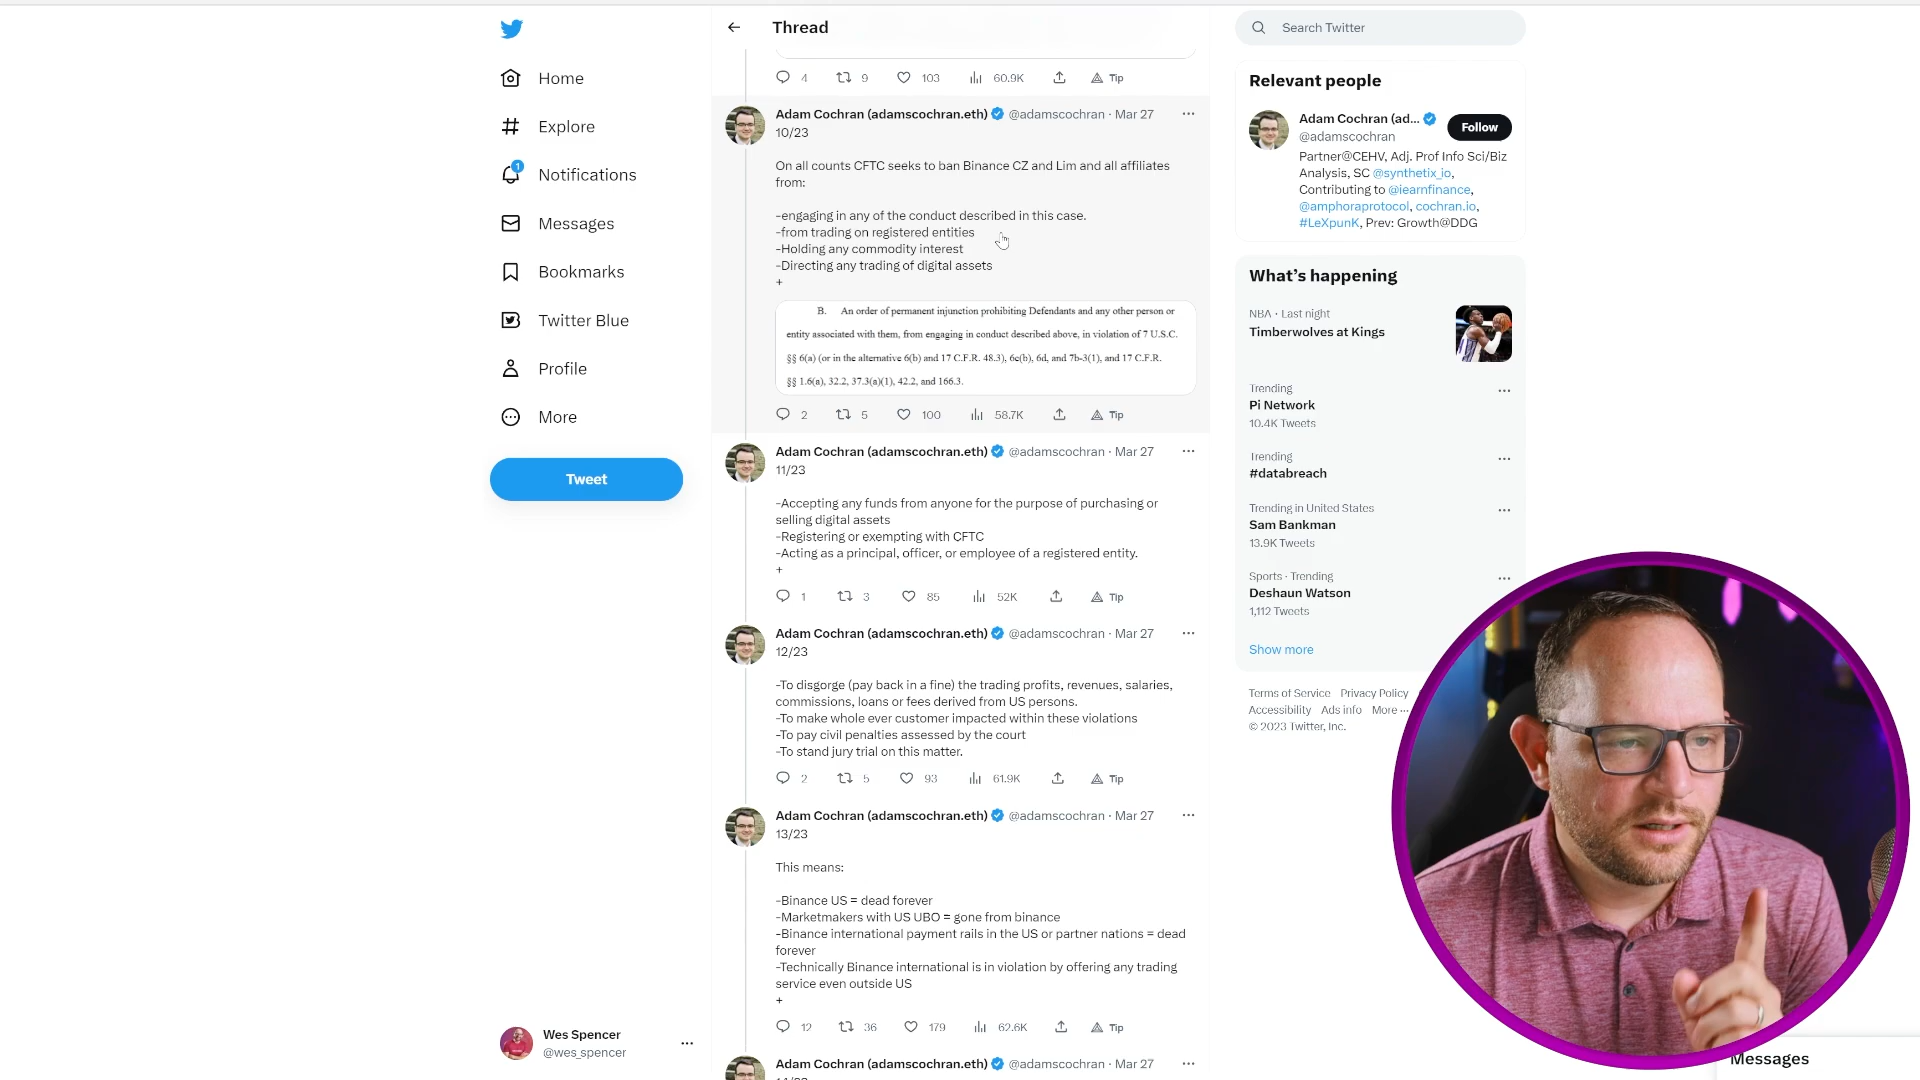 Home
Explore
1
Notifications
Messages
Bookmarks
Twitter Blue
Profile
More
Tweet
Wes Spencer
@wes_spencer
Thread
4 9 103 60.9K Tip
Adam Cochran (adamscochran.eth) @adamscochran · Mar 27
10/23
On all counts CFTC seeks to ban Binance CZ and Lim and all affiliates
from:
-engaging in any of the conduct described in this case.
-from trading on registered entities
-Holding any commodity interest
-Directing any trading of digital assets
+
B. An order of permanent injunction prohibiting Defendants and any other person or
entity associated with them, from engaging in conduct described above, in violation of 7 U.S.C.
§§ 6(a) (or in the alternative 6(b) and 17 C.F.R. 48.3), 6c(b), 6d, and 7b-3(1), and 17 C.F.R.
§§ 1.6(a), 32.2, 37.3(a)(1), 42.2, and 166.3.
2 5 100 58.7K Tip
Adam Cochran (adamscochran.eth) @adamscochran · Mar 27
11/23
-Accepting any funds from anyone for the purpose of purchasing or
selling digital assets
-Registering or exempting with CFTC
-Acting as a principal, officer, or employee of a registered entity.
+
1 3 85 52K Tip
Adam Cochran (adamscochran.eth) @adamscochran · Mar 27
12/23
-To disgorge (pay back in a fine) the trading profits, revenues, salaries,
commissions, loans or fees derived from US persons.
-To make whole ever customer impacted within these violations
-To pay civil penalties assessed by the court
-To stand jury trial on this matter.
2 5 93 61.9K Tip
Adam Cochran (adamscochran.eth) @adamscochran · Mar 27
13/23
This means:
-Binance US = dead forever
-Marketmakers with US UBO = gone from binance
-Binance international payment rails in the US or partner nations = dead
forever
-Technically Binance international is in violation by offering any trading
service even outside US
+
12 36 179 62.6K Tip
Adam Cochran (adamscochran.eth) @adamscochran · Mar 27
Search Twitter
Relevant people
Adam Cochran (ad...
@adamscochran
Follow
Partner@CEHV, Adj. Prof Info Sci/Biz
Analysis, SC @synthetix_io,
Contributing to @iearnfinance,
@amphoraprotocol, cochran.io,
#LeXpunK, Prev: Growth@DDG
What's happening
NBA · Last night
Timberwolves at Kings
Trending
Pi Network
10.4K Tweets
Trending
#databreach
Trending in United States
Sam Bankman
13.9K Tweets
Sports · Trending
Deshaun Watson
1,112 Tweets
Show more
Terms of Service Privacy Policy
Accessibility Ads info More ...
© 2023 Twitter, Inc.
Messages